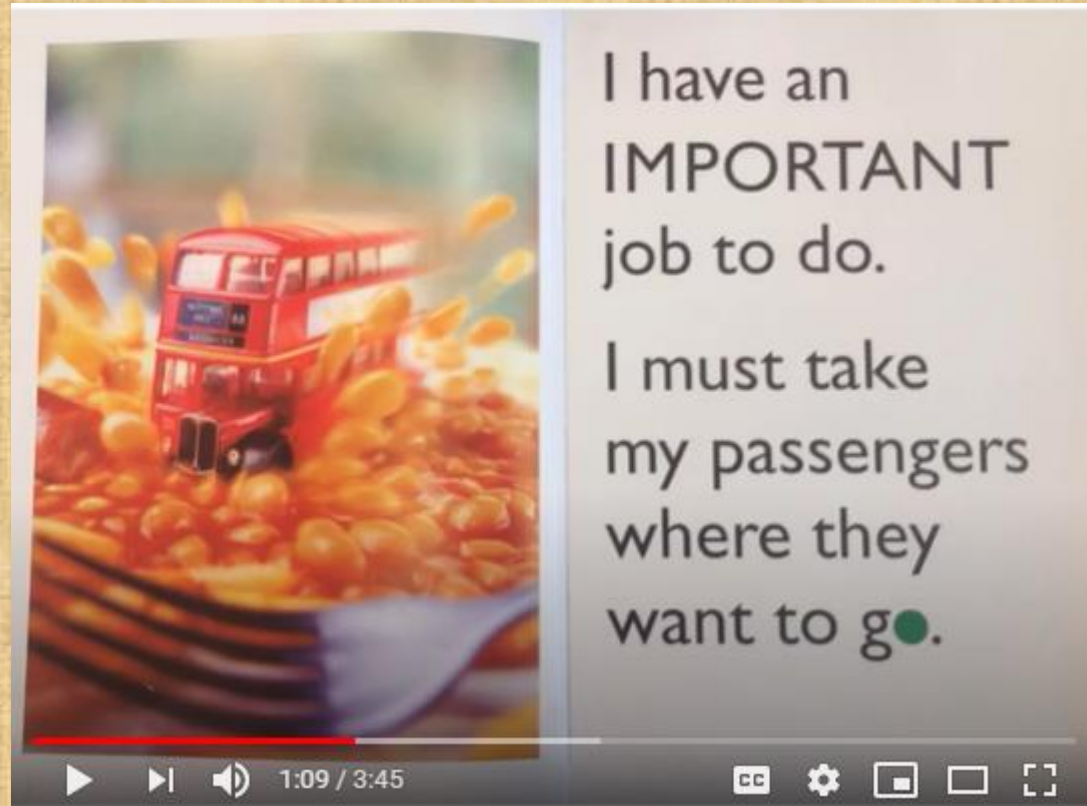 I have an
IMPORTANT
job to do.
I must take
my passengers
where they
want to go.
1:09 / 3:45
CC